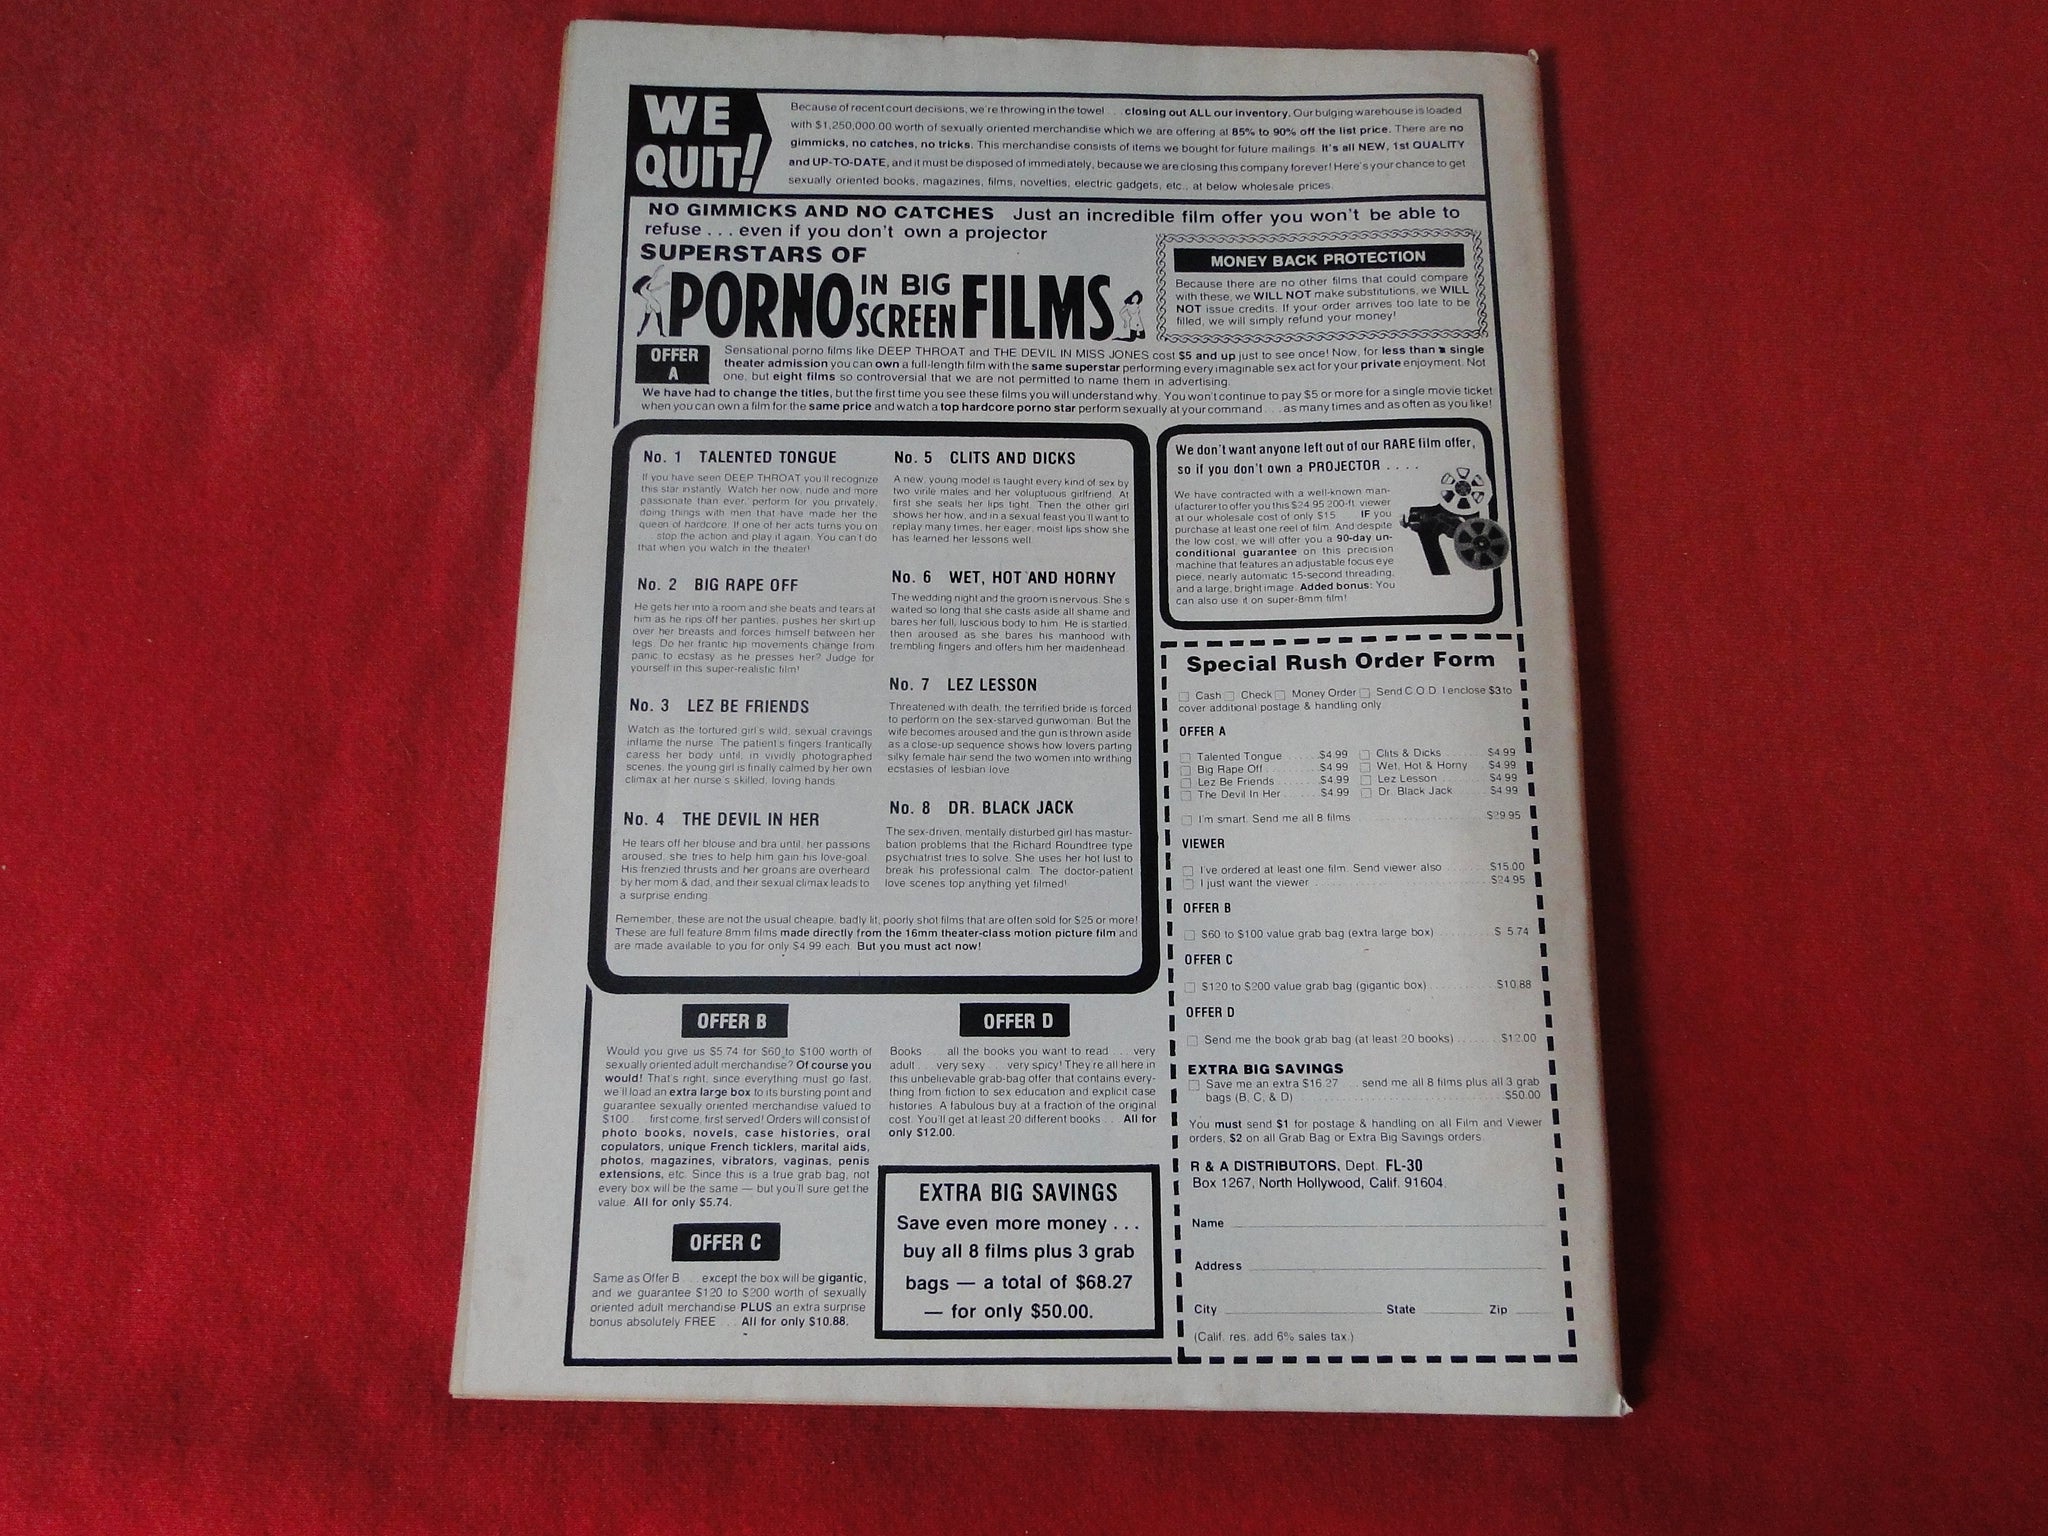 WE
QUIT!
Because of recent court decisions, we're throwing in the towel . . . closing out ALL our inventory. Our bulging warehouse is loaded
with $1,250,000.00 worth of sexually oriented merchandise which we are offering at 85% to 90% off the list price. There are no
gimmicks, no catches, no tricks. This merchandise consists of items we bought for future mailings. It's all NEW, 1st QUALITY
and UP-TO-DATE, and it must be disposed of immediately, because we are closing this company forever! Here's your chance to get
sexually oriented books, magazines, films, novelties, electric gadgets, etc., at below wholesale prices.
NO GIMMICKS AND NO CATCHES Just an incredible film offer you won't be able to
refuse . . . even if you don't own a projector
SUPERSTARS OF
PORNO IN BIG SCREEN FILMS
MONEY BACK PROTECTION
Because there are no other films that could compare
with these, we WILL NOT make substitutions, we WILL
NOT issue credits. If your order arrives too late to be
filled, we will simply refund your money!
OFFER
A
Sensational porno films like DEEP THROAT and THE DEVIL IN MISS JONES cost $5 and up just to see once! Now, for less than a single
theater admission you can own a full-length film with the same superstar performing every imaginable sex act for your private enjoyment. Not
one, but eight films so controversial that we are not permitted to name them in advertising.
We have had to change the titles, but the first time you see these films you will understand why. You won't continue to pay $5 or more for a single movie ticket
when you can own a film for the same price and watch a top hardcore porno star perform sexually at your command . . . as many times and as often as you like!
No. 1 TALENTED TONGUE
If you have seen DEEP THROAT you'll recognize
this star instantly. Watch her now, nude and more
passionate than ever, perform for you privately,
doing things with men that have made her the
queen of hardcore. If one of her acts turns you on
. . . stop the action and play it again. You can't do
that when you watch in the theater!
No. 2 BIG RAPE OFF
He gets her into a room and she beats and tears at
him as he rips off her panties, pushes her skirt up
over her breasts and forces himself between her
legs. Do her frantic hip movements change from
panic to ecstasy as he presses her? Judge for
yourself in this super-realistic film!
No. 3 LEZ BE FRIENDS
Watch as the tortured girl's wild, sexual cravings
inflame the nurse. The patient's fingers frantically
caress her body until, in vividly photographed
scenes, the young girl is finally calmed by her own
climax at her nurse's skilled, loving hands.
No. 4 THE DEVIL IN HER
He tears off her blouse and bra until, her passions
aroused, she tries to help him gain his love-goal.
His frenzied thrusts and her groans are overheard
by her mom & dad, and their sexual climax leads to
a surprise ending.
No. 5 CLITS AND DICKS
A new, young model is taught every kind of sex by
two virile males and her voluptuous girlfriend. At
first she seals her lips tight. Then the other girl
shows her how, and in a sexual feast you'll want to
replay many times, her eager, moist lips show she
has learned her lessons well.
No. 6 WET, HOT AND HORNY
The wedding night and the groom is nervous. She's
waited so long that she casts aside all shame and
bares her full, luscious body to him. He is startled,
then aroused as she bares his manhood with
trembling fingers and offers him her maidenhead.
No. 7 LEZ LESSON
Threatened with death, the terrified bride is forced
to perform on the sex-starved gunwoman. But the
wife becomes aroused and the gun is thrown aside
as a close-up sequence shows how lovers parting
silky female hair send the two women into writhing
ecstasies of lesbian love.
No. 8 DR. BLACK JACK
The sex-driven, mentally disturbed girl has mastur-
bation problems that the Richard Roundtree type
psychiatrist tries to solve. She uses her hot lust to
break his professional calm. The doctor-patient
love scenes top anything yet filmed!
Remember, these are not the usual cheapie, badly lit, poorly shot films that are often sold for $25 or more!
These are full feature 8mm films made directly from the 16mm theater-class motion picture film and
are made available to you for only $4.99 each. But you must act now!
We don't want anyone left out of our RARE film offer,
so if you don't own a PROJECTOR . . . .
We have contracted with a well-known man-
ufacturer to offer you this $24.95 200-ft. viewer
at our wholesale cost of only $15 . . . IF you
purchase at least one reel of film. And despite
the low cost, we will offer you a 90-day un-
conditional guarantee on this precision
machine that features an adjustable focus eye
piece, nearly automatic 15-second threading,
and a large, bright image. Added bonus: You
can also use it on super-8mm film!
OFFER B
Would you give us $5.74 for $60 to $100 worth of
sexually oriented adult merchandise? Of course you
would! That's right, since everything must go fast,
we'll load an extra large box to its bursting point and
guarantee sexually oriented merchandise valued to
$100 . . . first come, first served! Orders will consist of
photo books, novels, case histories, oral
copulators, unique French ticklers, marital aids,
photos, magazines, vibrators, vaginas, penis
extensions, etc. Since this is a true grab bag, not
every box will be the same — but you'll sure get the
value. All for only $5.74.
OFFER C
Same as Offer B . . . except the box will be gigantic,
and we guarantee $120 to $200 worth of sexually
oriented adult merchandise PLUS an extra surprise
bonus absolutely FREE . . . All for only $10.88.
OFFER D
Books . . . all the books you want to read . . . very
adult . . . very sexy . . . very spicy! They're all here in
this unbelievable grab-bag offer that contains every-
thing from fiction to sex education and explicit case
histories. A fabulous buy at a fraction of the original
cost. You'll get at least 20 different books . . . All for
only $12.00.
EXTRA BIG SAVINGS
Save even more money . . .
buy all 8 films plus 3 grab
bags — a total of $68.27
— for only $50.00.
Special Rush Order Form
Cash Check Money Order Send C.O.D. I enclose $3 to
cover additional postage & handling only
OFFER A
Talented Tongue $4.99 Clits & Dicks $4.99
Big Rape Off $4.99 Wet, Hot & Horny $4.99
Lez Be Friends $4.99 Lez Lesson $4.99
The Devil In Her $4.99 Dr. Black Jack $4.99
I'm smart. Send me all 8 films $29.95
VIEWER
I've ordered at least one film. Send viewer also $15.00
I just want the viewer $24.95
OFFER B
$60 to $100 value grab bag (extra large box) $ 5.74
OFFER C
$120 to $200 value grab bag (gigantic box) $10.88
OFFER D
Send me the book grab bag (at least 20 books) $12.00
EXTRA BIG SAVINGS
Save me an extra $16.27 . . . send me all 8 films plus all 3 grab
bags (B, C, & D) $50.00
You must send $1 for postage & handling on all Film and Viewer
orders, $2 on all Grab Bag or Extra Big Savings orders.
R & A DISTRIBUTORS, Dept. FL-30
Box 1267, North Hollywood, Calif. 91604.
Name
Address
City State Zip
(Calif. res. add 6% sales tax.)